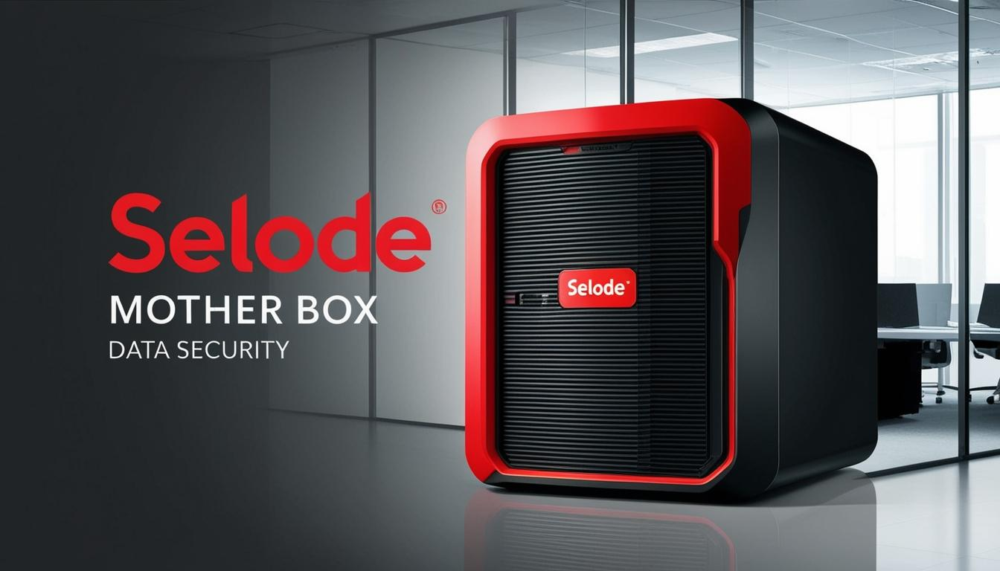 Selode
MOTHER BOX
DATA SECURITY
Selode